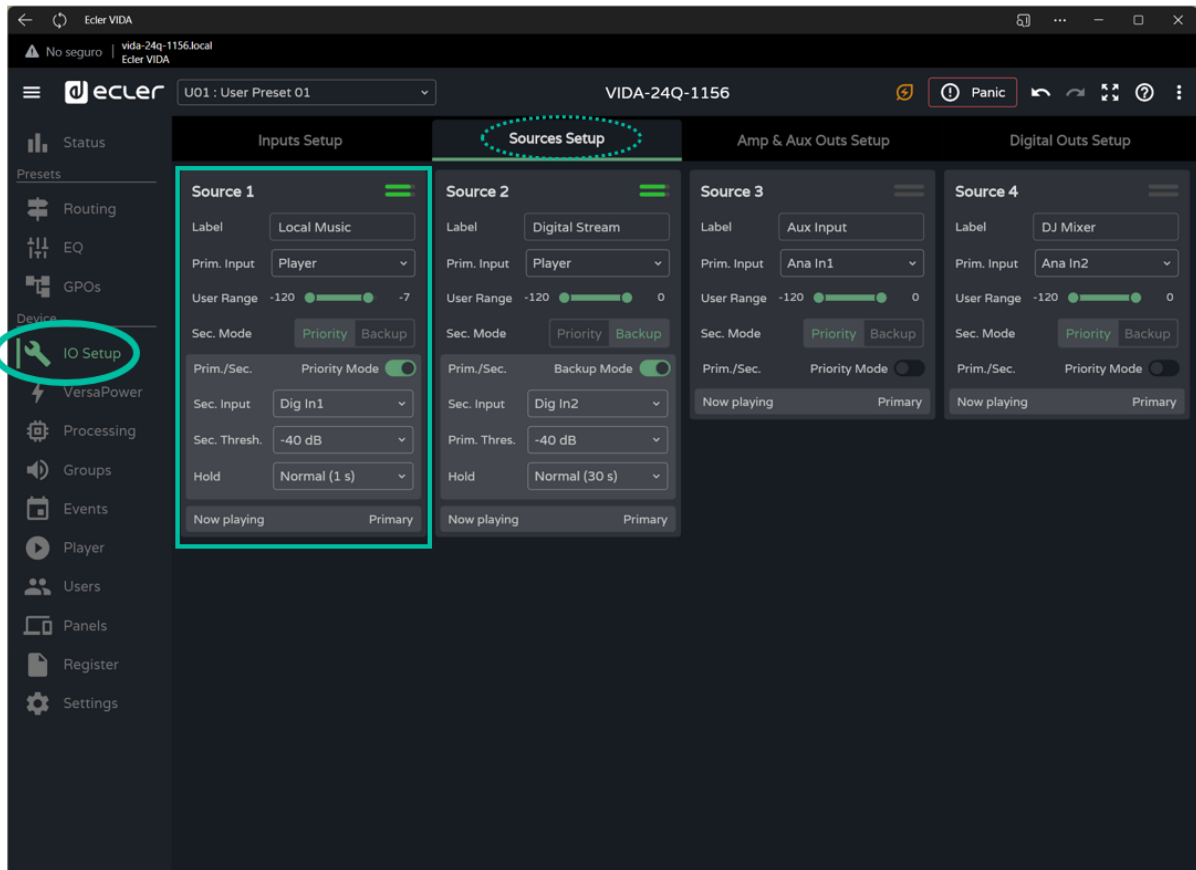 Ecler VIDA
No seguro | vida-24q-1156.local
Ecler VIDA
ecler
U01 : User Preset 01
VIDA-24Q-1156
Panic
Status
Presets
Routing
EQ
GPOs
Device
IO Setup
VersaPower
Processing
Groups
Events
Player
Users
Panels
Register
Settings
Inputs Setup
Sources Setup
Amp & Aux Outs Setup
Digital Outs Setup
Source 1
Label Local Music
Prim. Input Player
User Range -120 -7
Sec. Mode Priority Backup
Prim./Sec. Priority Mode
Sec. Input Dig In1
Sec. Thresh. -40 dB
Hold Normal (1 s)
Now playing Primary
Source 2
Label Digital Stream
Prim. Input Player
User Range -120 0
Sec. Mode Priority Backup
Prim./Sec. Backup Mode
Sec. Input Dig In2
Prim. Thres. -40 dB
Hold Normal (30 s)
Now playing Primary
Source 3
Label Aux Input
Prim. Input Ana In1
User Range -120 0
Sec. Mode Priority Backup
Prim./Sec. Priority Mode
Now playing Primary
Source 4
Label DJ Mixer
Prim. Input Ana In2
User Range -120 0
Sec. Mode Priority Backup
Prim./Sec. Priority Mode
Now playing Primary